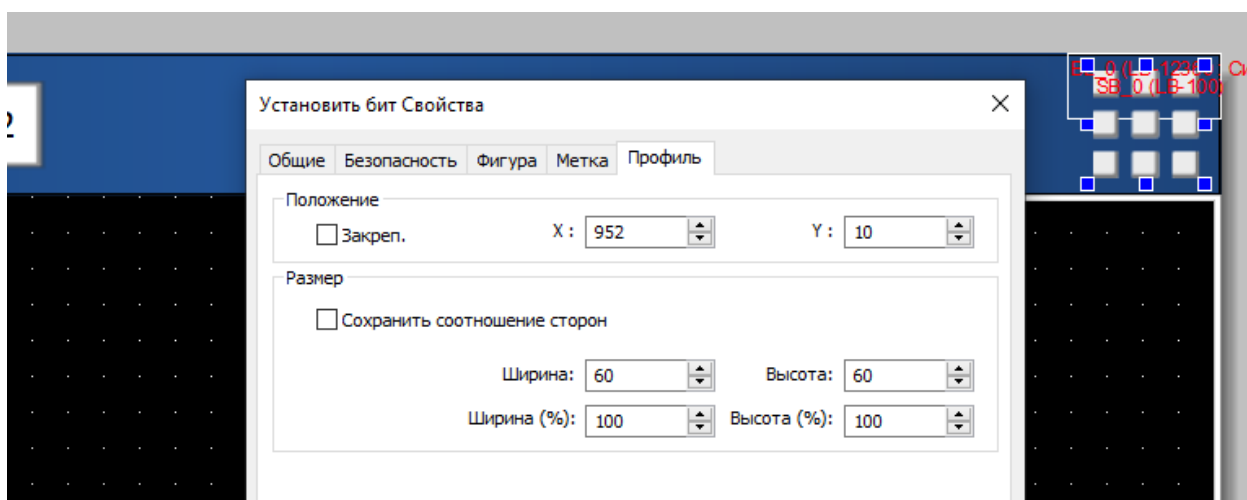 SB_0 (LB-100)
2
Установить бит Свойства
Общие Безопасность Фигура Метка Профиль
Положение
Закреп. X : 952 Y : 10
Размер
Сохранить соотношение сторон
Ширина: 60 Высота: 60
Ширина (%): 100 Высота (%): 100